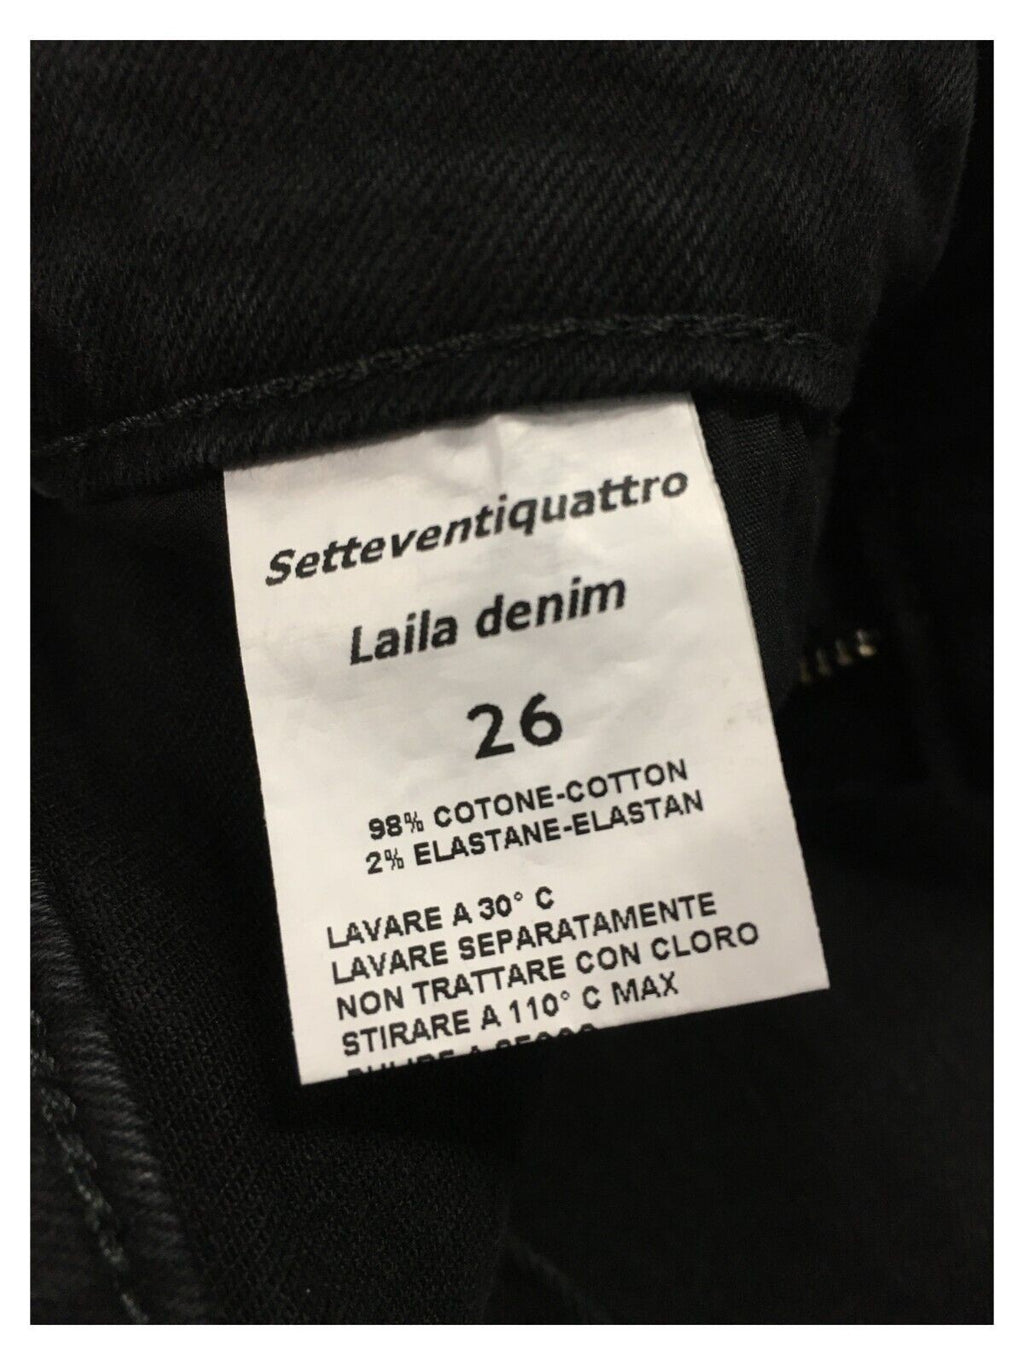 Setteventiquattro
Laila denim
26
98% COTONE-COTTON
2% ELASTANE-ELASTAN
LAVARE A 30° C
LAVARE SEPARATAMENTE
NON TRATTARE CON CLORO
STIRARE A 110° C MAX